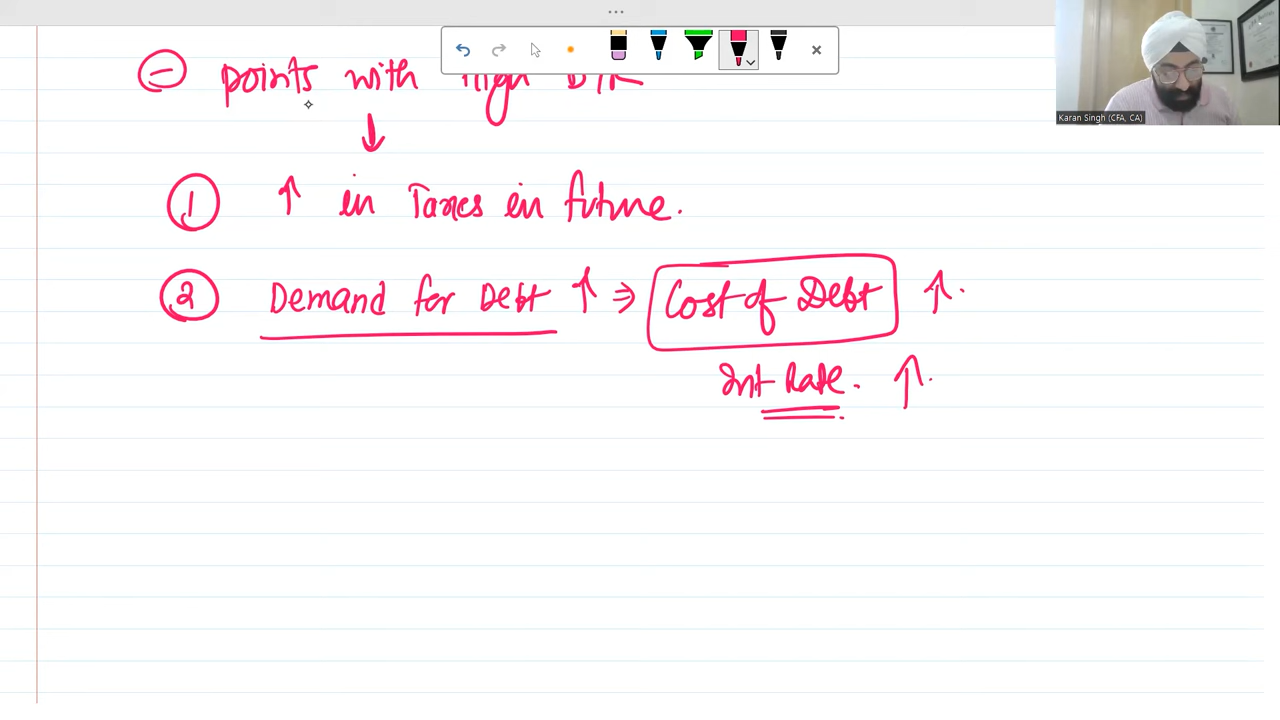 ⊖ points with high
↓
① ↑ in Taxes in future.
② Demand for Debt ↑ ⇒ Cost of Debt ↑.
Int Rate. ↑.
Karan Singh (CFA, CA)